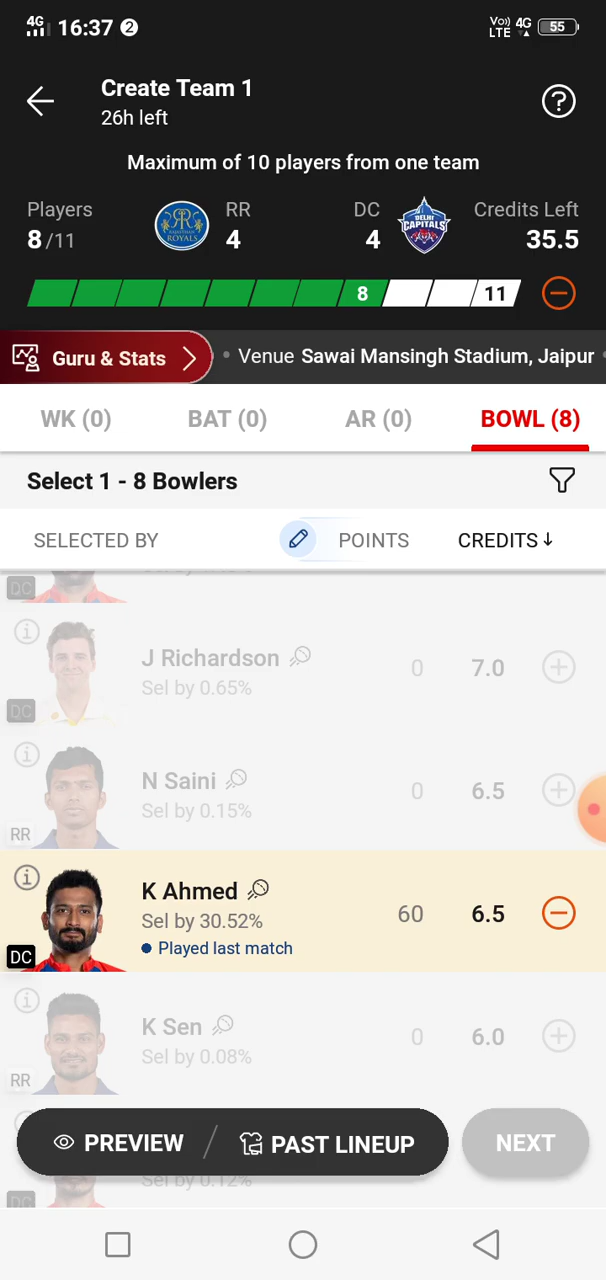 4G 16:37 2 Vo)) LTE 4G 55
Create Team 1
26h left
?
Maximum of 10 players from one team
Players RR DC Credits Left
8/11 4 4 35.5
RAJASTHAN ROYALS
DELHI CAPITALS
8 11
Guru & Stats • Venue Sawai Mansingh Stadium, Jaipur
WK (0) BAT (0) AR (0) BOWL (8)
Select 1 - 8 Bowlers
SELECTED BY POINTS CREDITS ↓
DC
J Richardson 0 7.0
Sel by 0.65%
DC
N Saini 0 6.5
Sel by 0.15%
RR
K Ahmed 60 6.5
Sel by 30.52%
• Played last match
DC
K Sen 0 6.0
Sel by 0.08%
RR
PREVIEW / PAST LINEUP NEXT
Sel by 0.12%